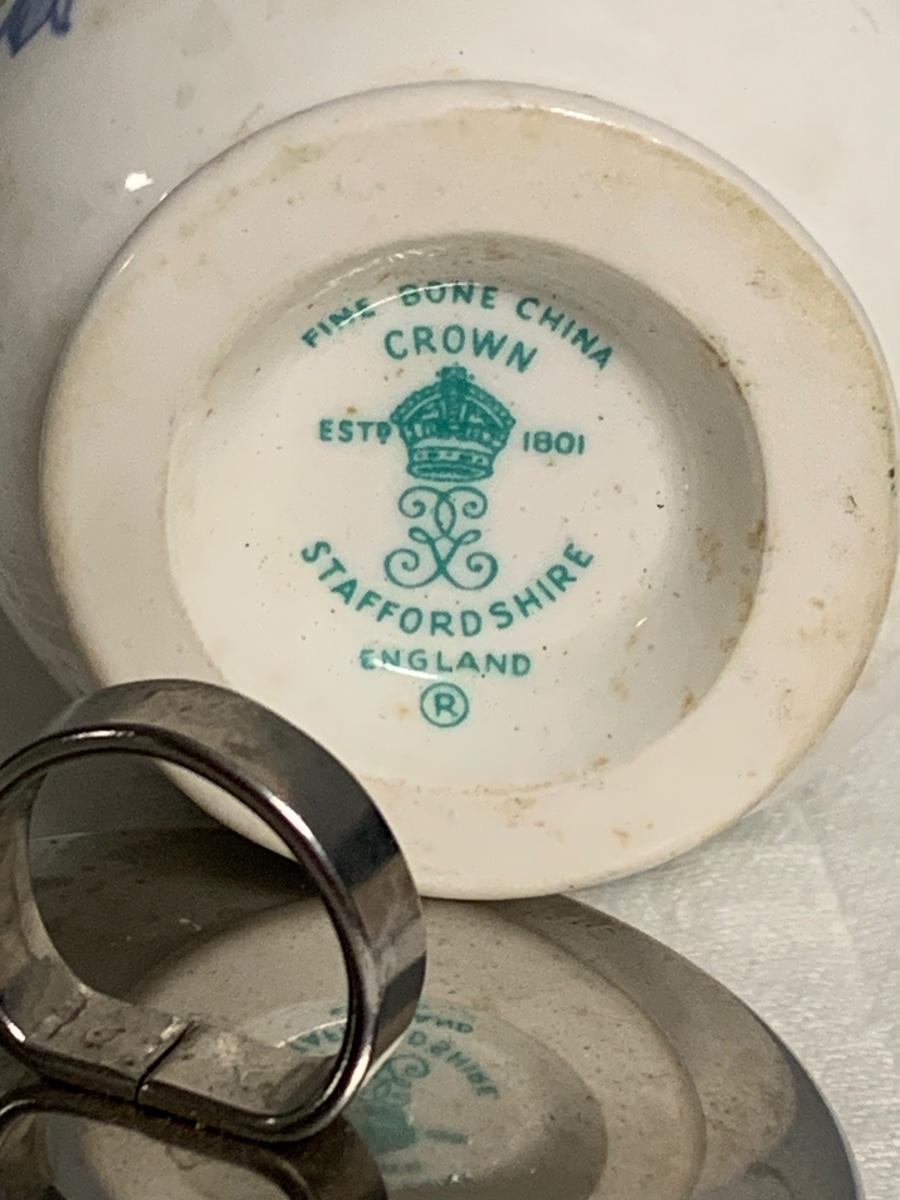 FINE BONE CHINA
CROWN
ESTD 1801
STAFFORDSHIRE
ENGLAND
®